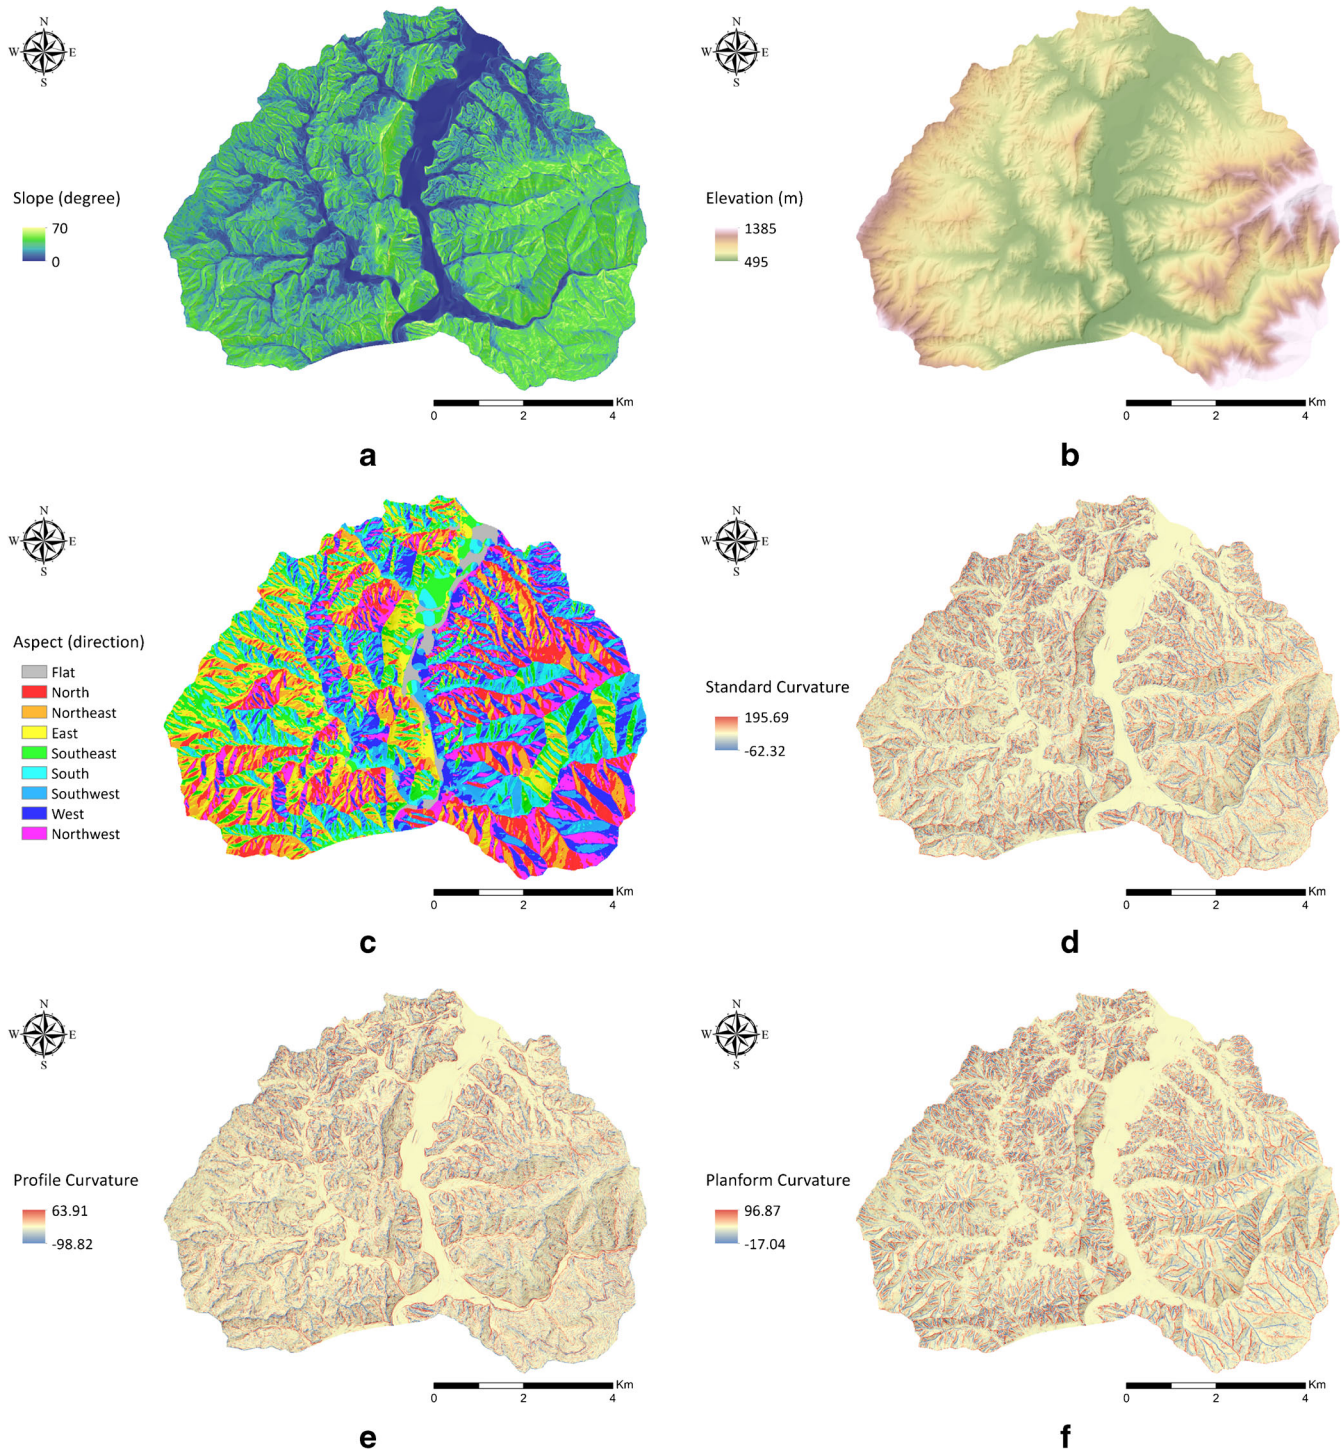 N
W E
S
Slope (degree)
70
0
0 2 4 Km
a
N
W E
S
Elevation (m)
1385
495
0 2 4 Km
b
N
W E
S
Aspect (direction)
Flat
North
Northeast
East
Southeast
South
Southwest
West
Northwest
0 2 4 Km
c
N
W E
S
Standard Curvature
195.69
-62.32
0 2 4 Km
d
N
W E
S
Profile Curvature
63.91
-98.82
0 2 4 Km
e
N
W E
S
Planform Curvature
96.87
-17.04
0 2 4 Km
f